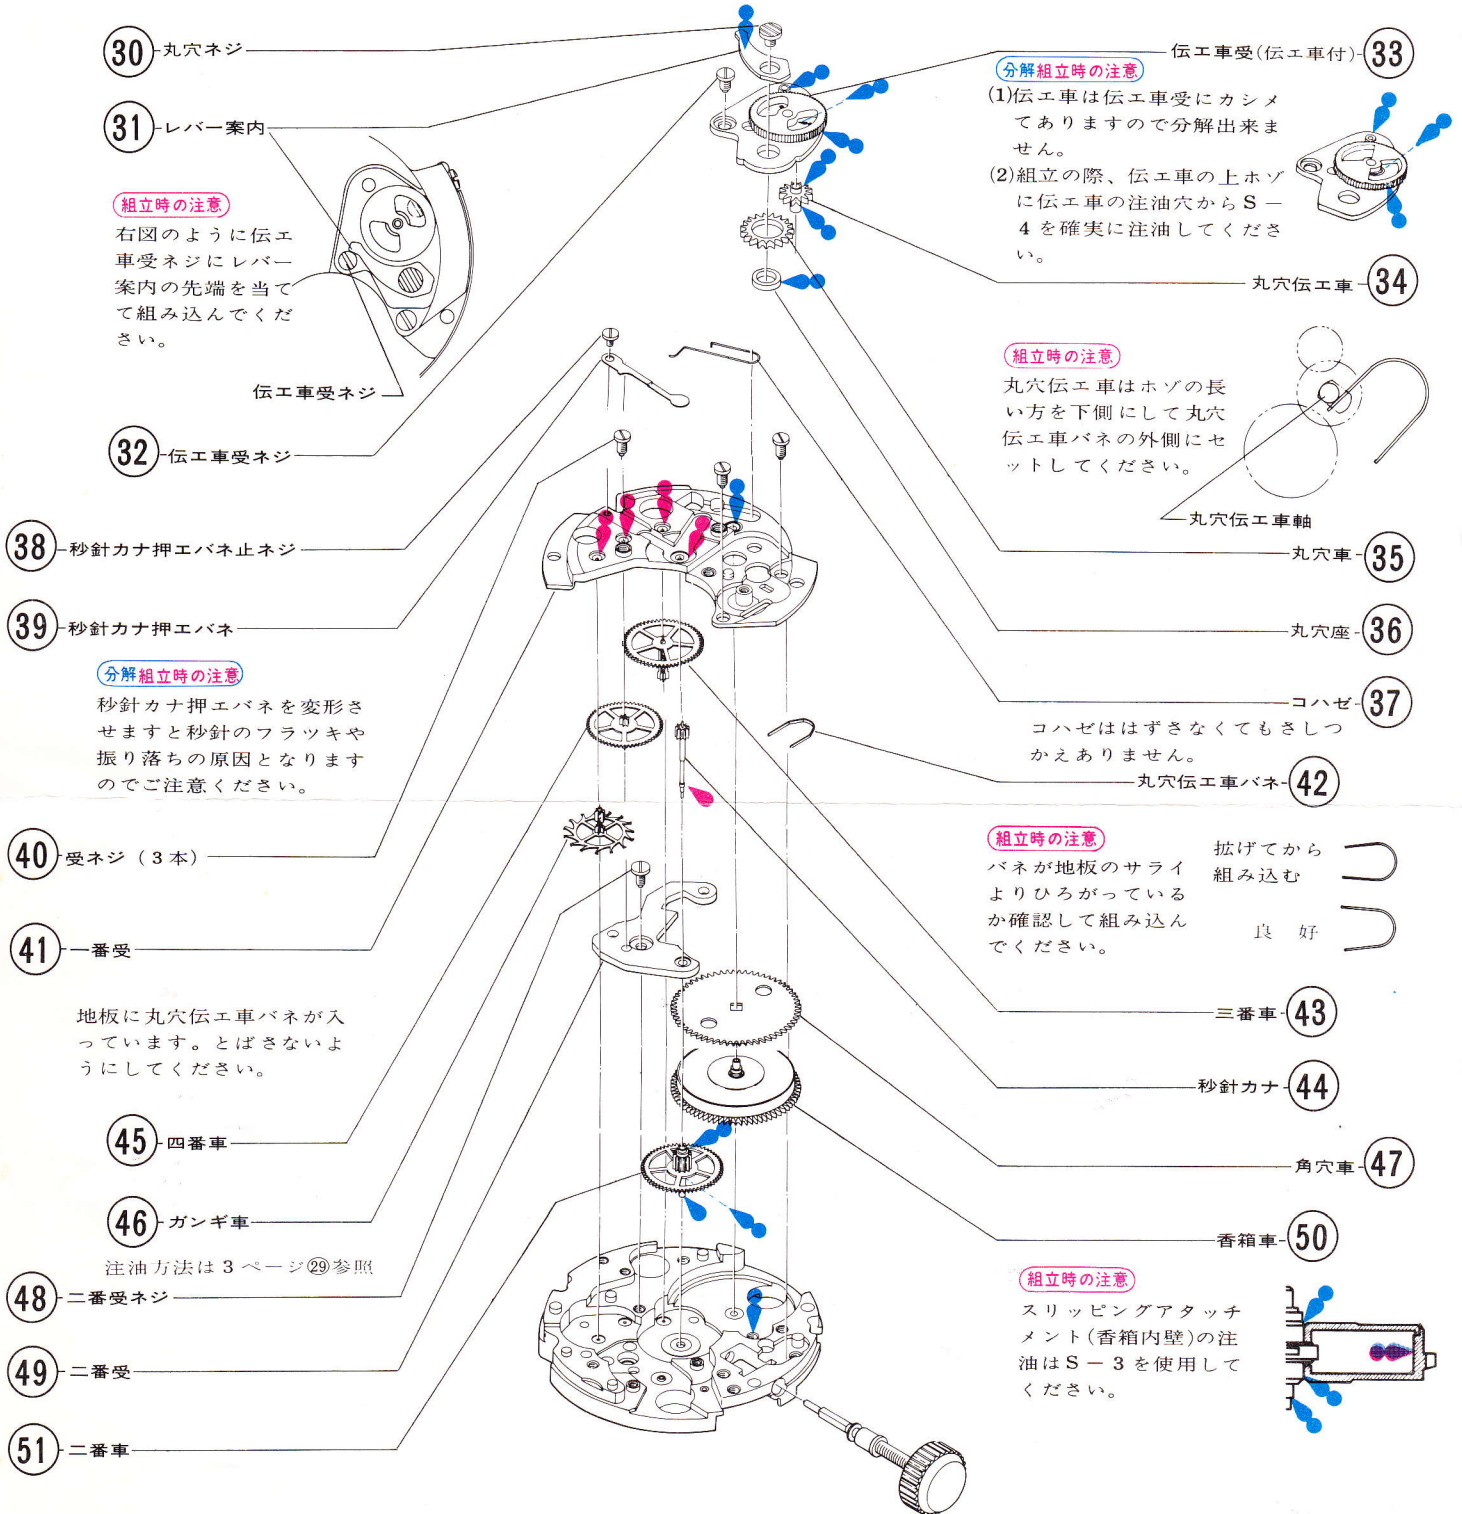 30 丸穴ネジ
31 レバー案内
組立時の注意
右図のように伝エ
車受ネジにレバー
案内の先端を当て
て組み込んでくだ
さい。
伝エ車受ネジ
32 伝エ車受ネジ
伝エ車受(伝エ車付) 33
分解組立時の注意
(1)伝エ車は伝エ車受にカシメ
てありますので分解出来ま
せん。
(2)組立の際、伝エ車の上ホゾ
に伝エ車の注油穴からS-
4を確実に注油してくださ
い。
丸穴伝エ車 34
組立時の注意
丸穴伝エ車はホゾの長
い方を下側にして丸穴
伝エ車バネの外側にセ
ットしてください。
丸穴伝エ車軸
丸穴車 35
丸穴座 36
コハゼ 37
コハゼははずさなくてもさしつ
かえありません。
38 秒針カナ押エバネ止ネジ
39 秒針カナ押エバネ
分解組立時の注意
秒針カナ押エバネを変形さ
せますと秒針のフラツキや
振り落ちの原因となります
のでご注意ください。
40 受ネジ(3本)
41 一番受
地板に丸穴伝エ車バネが入
っています。とばさないよ
うにしてください。
丸穴伝エ車バネ 42
組立時の注意
バネが地板のサライ
よりひろがっている
か確認して組み込ん
でください。
拡げてから
組み込む
良 好
三番車 43
秒針カナ 44
45 四番車
46 ガンギ車
注油方法は3ページ㉙参照
角穴車 47
48 二番受ネジ
49 二番受
香箱車 50
組立時の注意
スリッピングアタッチ
メント(香箱内壁)の注
油はS-3を使用して
ください。
51 二番車